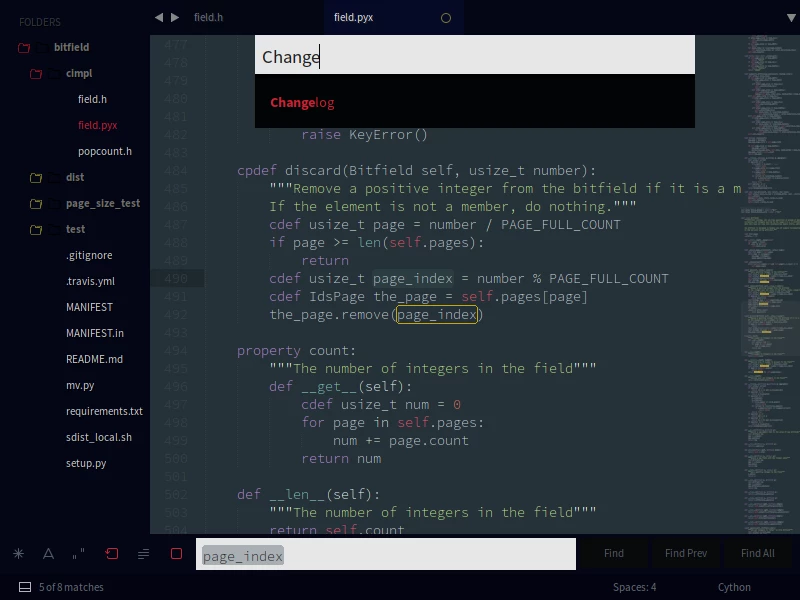 FOLDERS
bitfield
cimpl
field.h
field.pyx
popcount.h
dist
page_size_test
test
.gitignore
.travis.yml
MANIFEST
MANIFEST.in
README.md
mv.py
requirements.txt
sdist_local.sh
setup.py
field.h
field.pyx
Change
Changelog
477
478
479
480
481
482 raise KeyError()
483
484 cpdef discard(Bitfield self, usize_t number):
485 """Remove a positive integer from the bitfield if it is a m
486 If the element is not a member, do nothing."""
487 cdef usize_t page = number / PAGE_FULL_COUNT
488 if page >= len(self.pages):
489 return
490 cdef usize_t page_index = number % PAGE_FULL_COUNT
491 cdef IdsPage the_page = self.pages[page]
492 the_page.remove(page_index)
493
494 property count:
495 """The number of integers in the field"""
496 def __get__(self):
497 cdef usize_t num = 0
498 for page in self.pages:
499 num += page.count
500 return num
501
502 def __len__(self):
503 """The number of integers in the field"""
504 return self.count
page_index
Find
Find Prev
Find All
5 of 8 matches
Spaces: 4
Cython